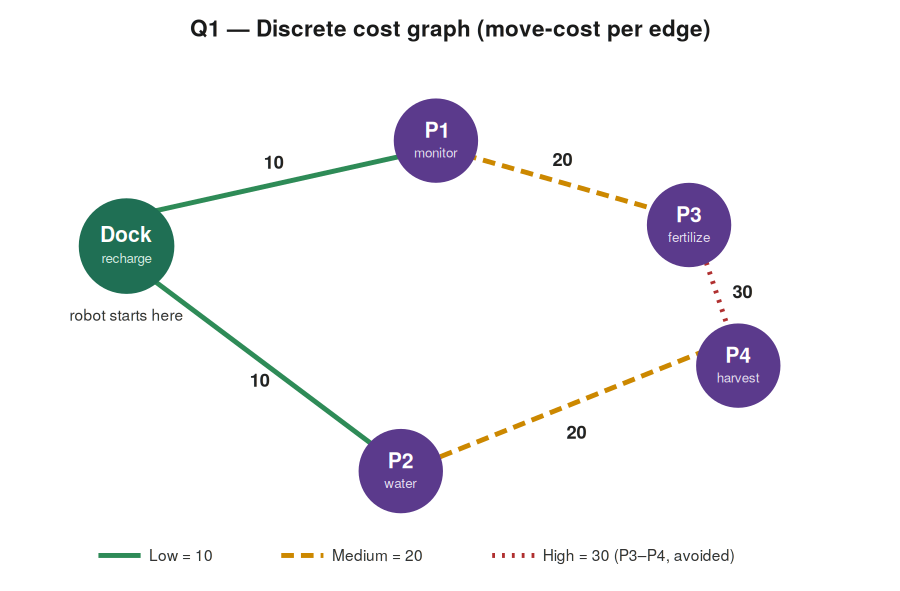 Q1 — Discrete cost graph (move-cost per edge)
P1
monitor
10
20
P3
fertilize
Dock
recharge
30
robot starts here
P4
harvest
10
20
P2
water
Low = 10
Medium = 20
High = 30 (P3–P4, avoided)